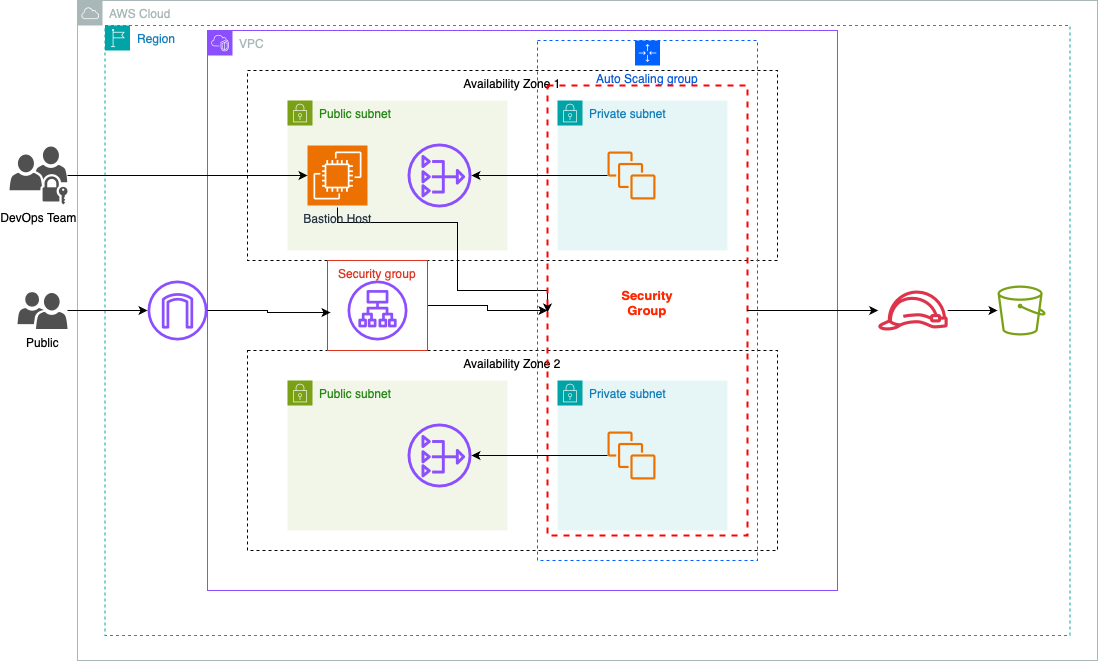 AWS Cloud
Region
VPC
Auto Scaling group
Availability Zone 1
Public subnet
Private subnet
DevOps Team
Bastion Host
Security group
Security
Group
Public
Availability Zone 2
Public subnet
Private subnet